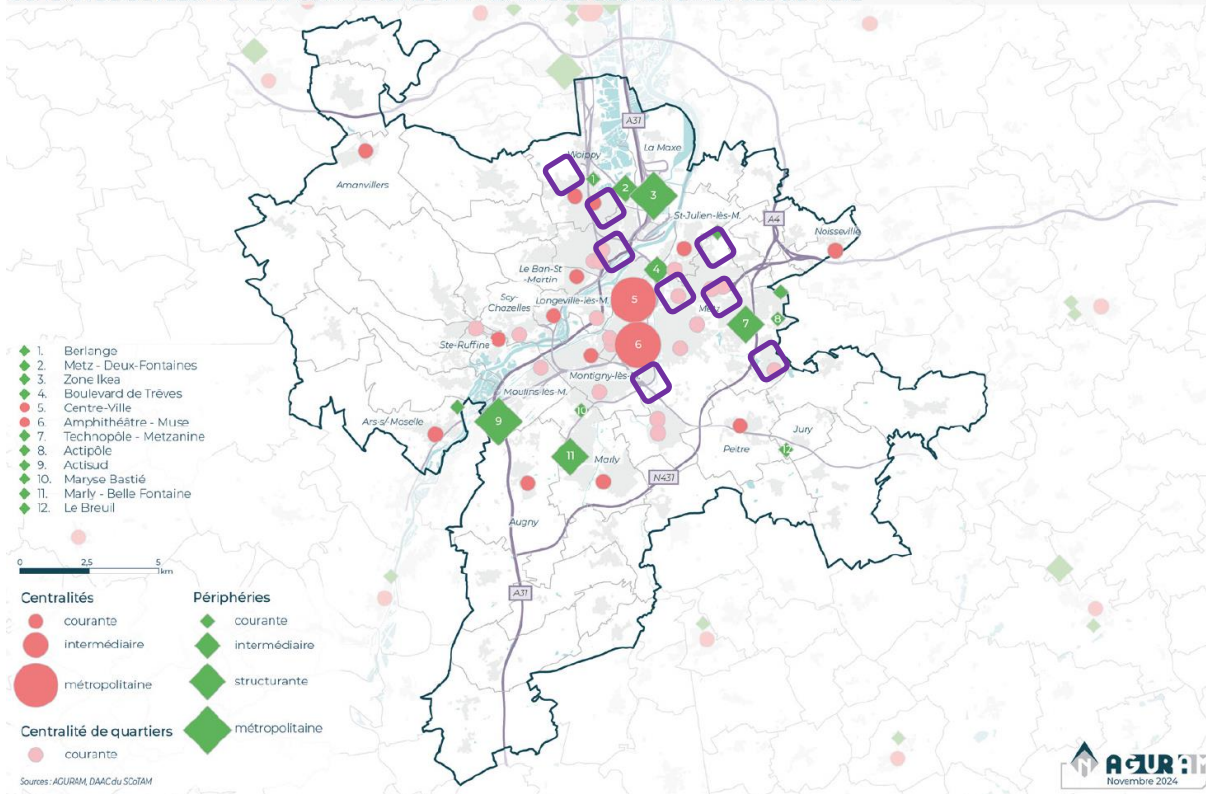 A31
Woippy
La Maxe
Amanvillers
1
2
3
St-Julien-lès-M.
A4
Noisseville
Le Ban-St
-Martin
4
Scy-
Chazelles
Longeville-lès-M.
5
Metz
7
8
Ste-Ruffine
6
Montigny-lès-
Moulins-lès-M.
10
Ars-s/-Moselle
9
Jury
11
Marly
Peltre
12
N431
Augny
A31
1. Berlange
2. Metz - Deux-Fontaines
3. Zone Ikea
4. Boulevard de Trèves
5. Centre-Ville
6. Amphithéâtre - Muse
7. Technopôle - Metzanine
8. Actipôle
9. Actisud
10. Maryse Bastié
11. Marly - Belle Fontaine
12. Le Breuil
0 2,5 5
km
Centralités
courante
intermédiaire
métropolitaine
Centralité de quartiers
courante
Périphéries
courante
intermédiaire
structurante
métropolitaine
Sources : AGURAM, DAAC du SCoTAM
N
AGURAM
Novembre 2024